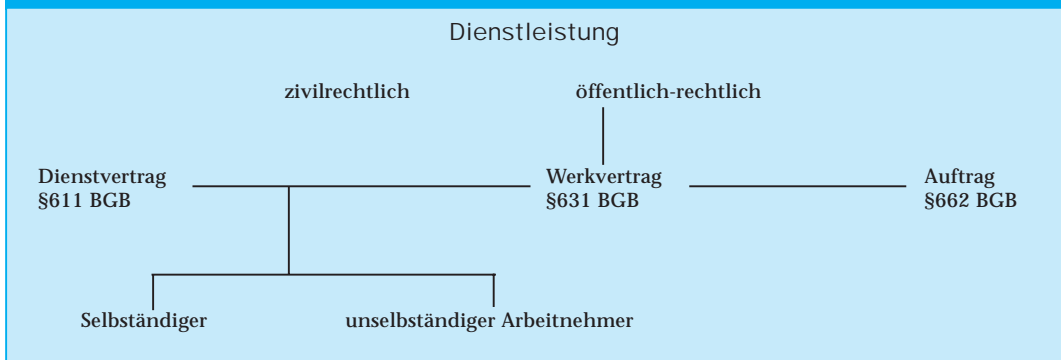 Dienstleistung
zivilrechtlich
öffentlich-rechtlich
Dienstvertrag
§611 BGB
Werkvertrag
§631 BGB
Auftrag
§662 BGB
Selbständiger
unselbständiger Arbeitnehmer